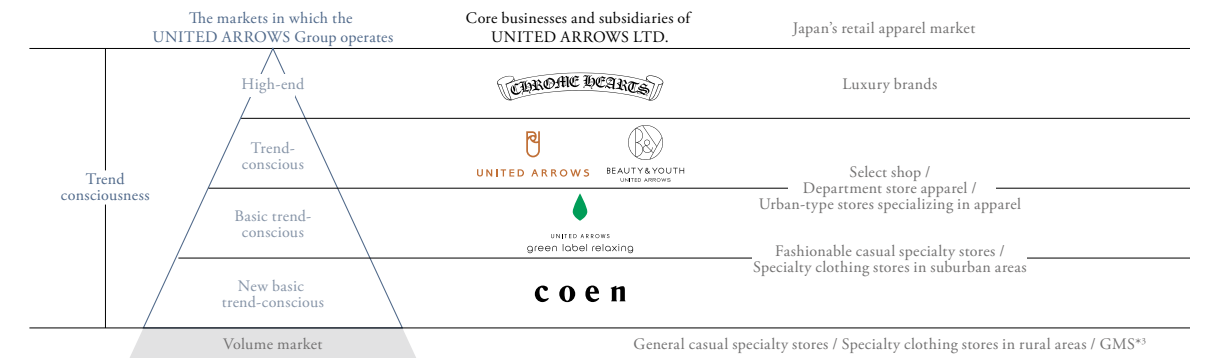 The markets in which the
UNITED ARROWS Group operates
Core businesses and subsidiaries of
UNITED ARROWS LTD.
Japan's retail apparel market
High-end
CHROME HEARTS
Luxury brands
Trend-
conscious
UNITED ARROWS
B&Y
BEAUTY&YOUTH
UNITED ARROWS
Trend
consciousness
Select shop /
Department store apparel /
Urban-type stores specializing in apparel
Basic trend-
conscious
UNITED ARROWS
green label relaxing
Fashionable casual specialty stores /
Specialty clothing stores in suburban areas
New basic
trend-conscious
coen
Volume market
General casual specialty stores / Specialty clothing stores in rural areas / GMS*3